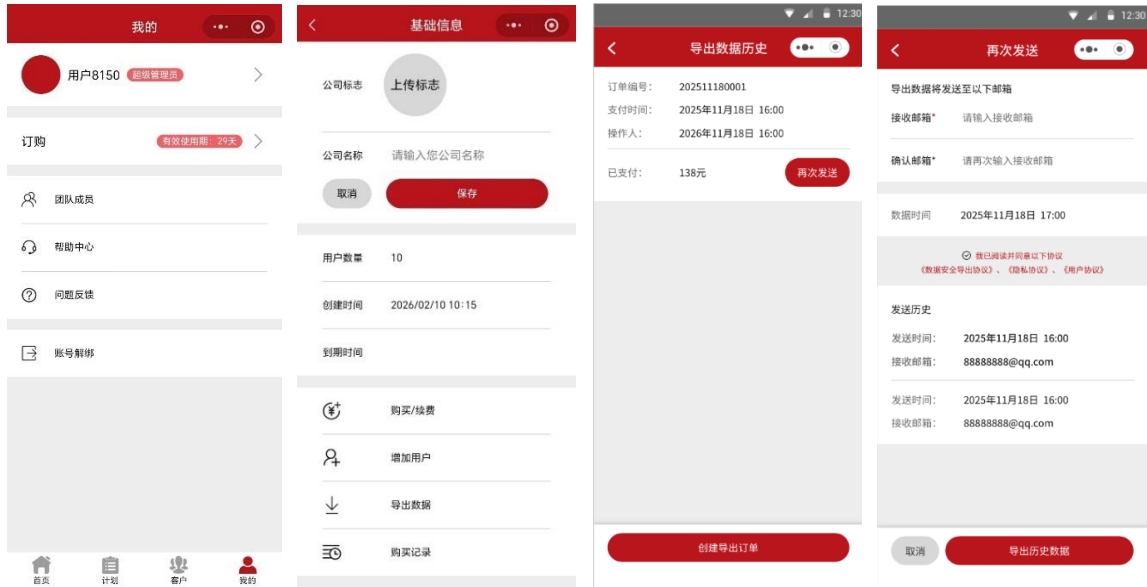 我的
用户8150 超级管理员
订购 有效使用期：29天
团队成员
帮助中心
问题反馈
账号解绑
首页 计划 客户 我的
基础信息
公司标志 上传标志
公司名称 请输入您公司名称
取消 保存
用户数量 10
创建时间 2026/02/10 10:15
到期时间
购买/续费
增加用户
导出数据
购买记录
12:30
导出数据历史
订单编号： 202511180001
支付时间： 2025年11月18日 16:00
操作人： 2026年11月18日 16:00
已支付： 138元 再次发送
创建导出订单
12:30
再次发送
导出数据将发送至以下邮箱
接收邮箱* 请输入接收邮箱
确认邮箱* 请再次输入接收邮箱
数据时间 2025年11月18日 17:00
我已阅读并同意以下协议
《数据安全导出协议》、《隐私协议》、《用户协议》
发送历史
发送时间： 2025年11月18日 16:00
接收邮箱： 88888888@qq.com
发送时间： 2025年11月18日 16:00
接收邮箱： 88888888@qq.com
取消 导出历史数据